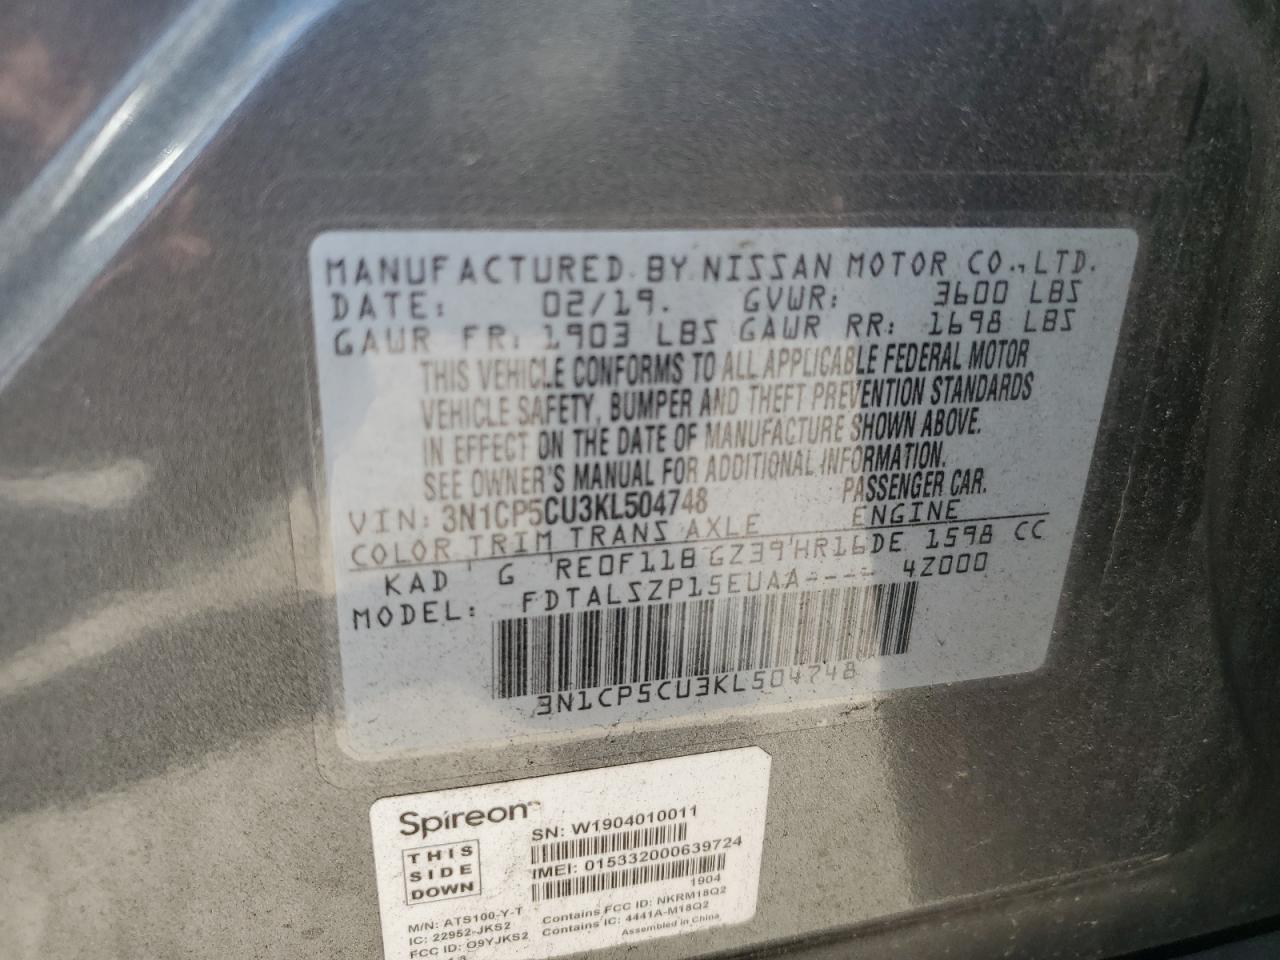 MANUFACTURED BY NISSAN MOTOR CO., LTD.
DATE: 02/19. GVWR: 3600 LBS
GAWR FR: 1903 LBS GAWR RR: 1698 LBS
THIS VEHICLE CONFORMS TO ALL APPLICABLE FEDERAL MOTOR
VEHICLE SAFETY, BUMPER AND THEFT PREVENTION STANDARDS
IN EFFECT ON THE DATE OF MANUFACTURE SHOWN ABOVE.
SEE OWNER'S MANUAL FOR ADDITIONAL INFORMATION.
VIN: 3N1CP5CU3KL504748 PASSENGER CAR.
COLOR TRIM TRANS AXLE ENGINE
KAD G RE0F11B GZ39 HR16DE 1598 CC
MODEL: FDTALSZP15EUAA---- 4Z000
3N1CP5CU3KL504748
Spireon
THIS
SIDE
DOWN
SN: W1904010011
IMEI: 015332000639724
1904
M/N: ATS100-Y-T Contains FCC ID: NKRM18Q2
IC: 22952-JKS2 Contains IC: 4441A-M18Q2
FCC ID: O9YJKS2 Assembled in China